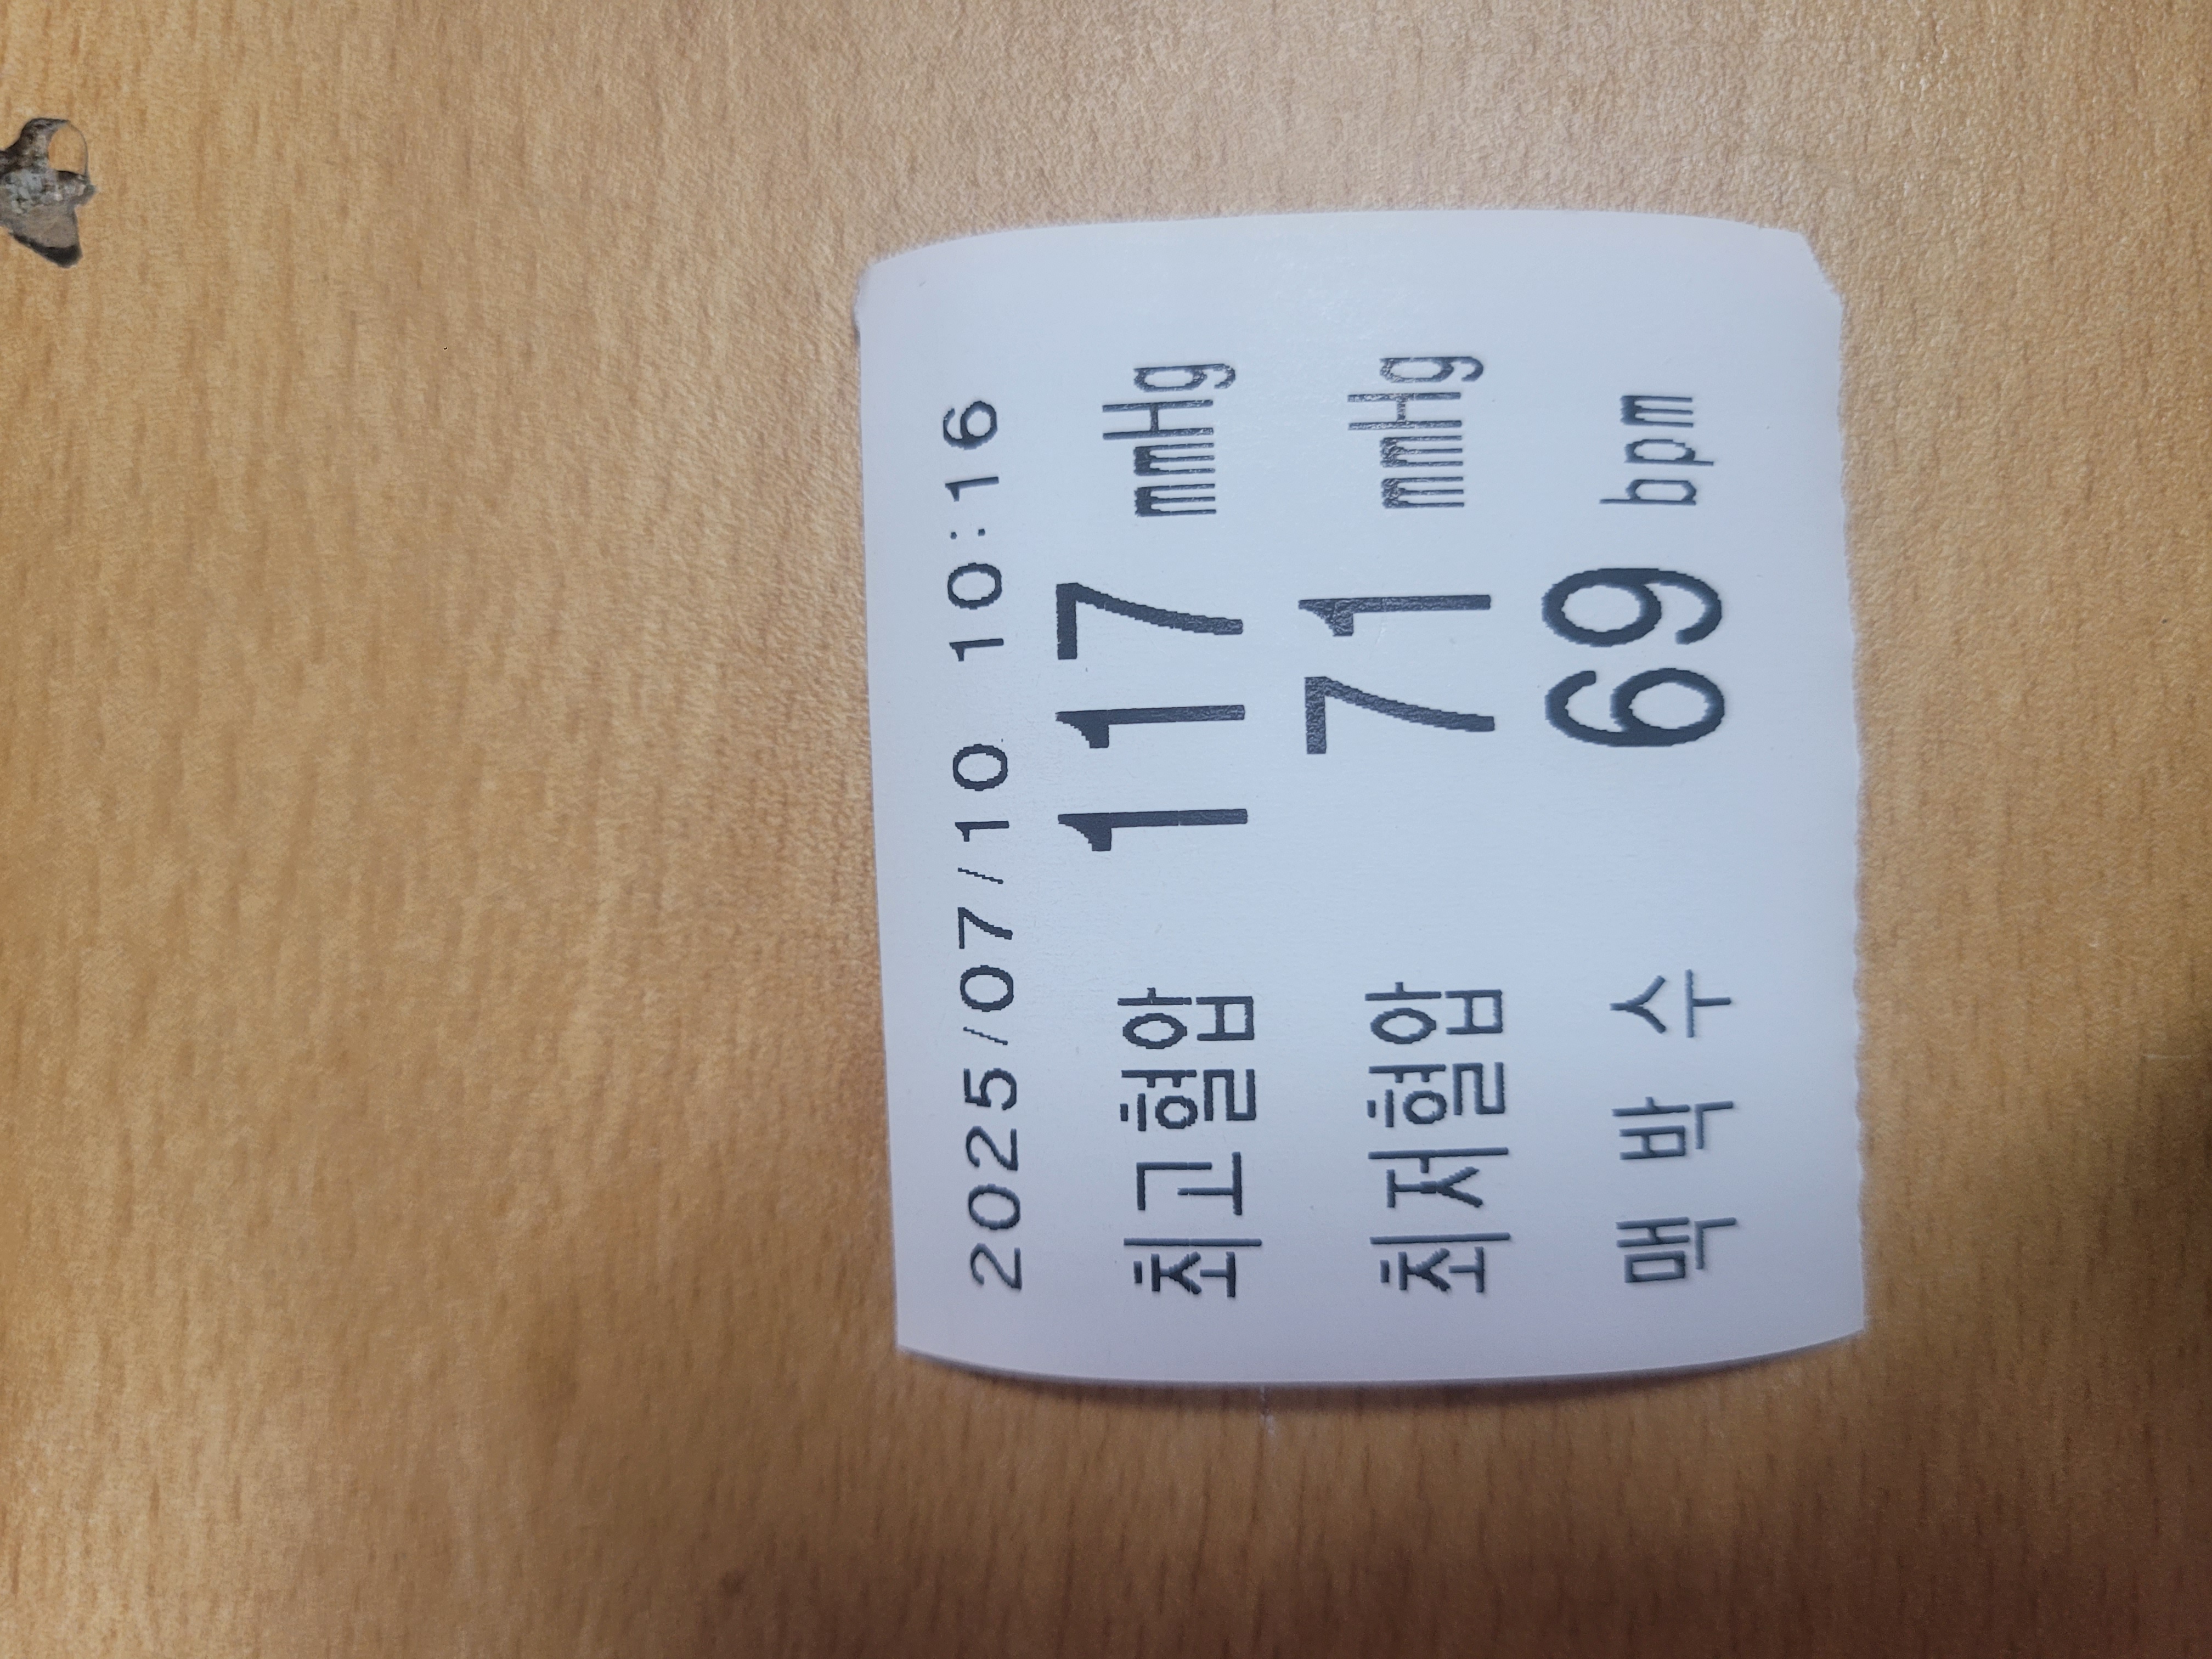 2025/07/10 10:16
최고혈압 117 mmHg
최저혈압 71 mmHg
맥 박 수 69 bpm